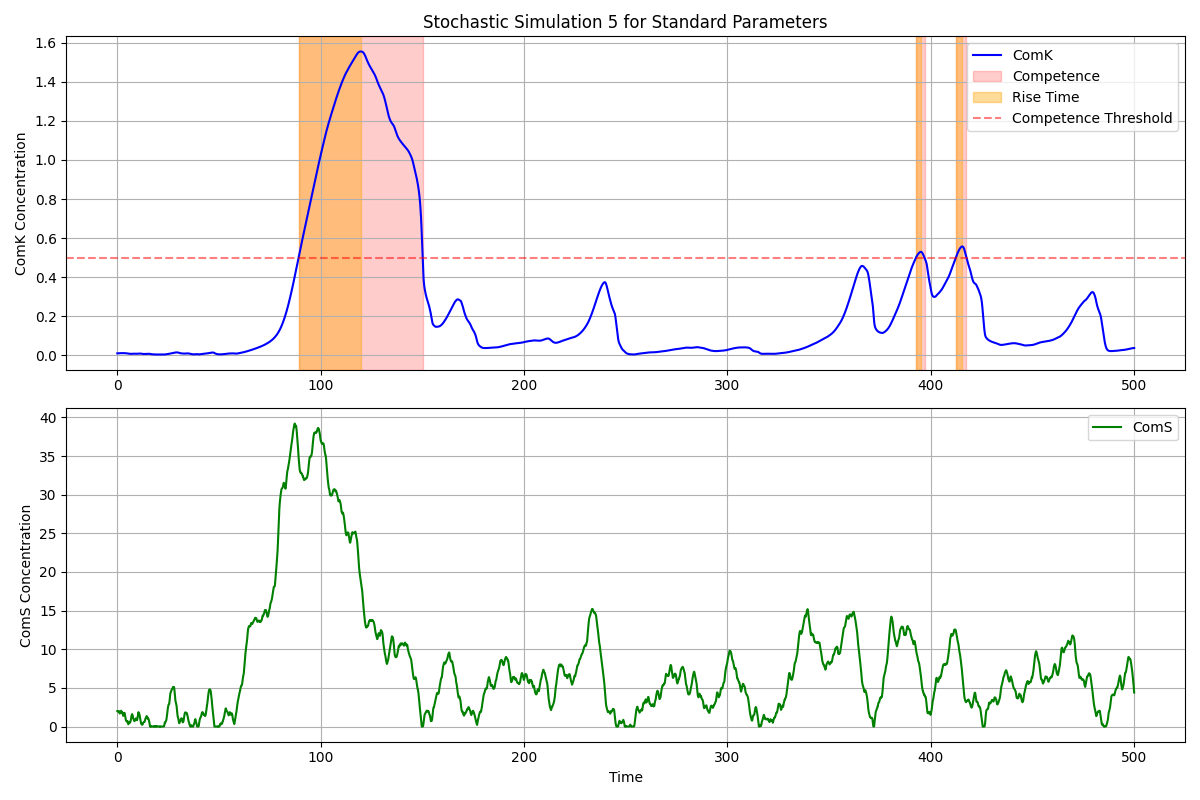 Stochastic Simulation 5 for Standard Parameters
ComK Concentration
1.6
1.4
1.2
1.0
0.8
0.6
0.4
0.2
0.0
ComK
Competence
Rise Time
Competence Threshold
0 100 200 300 400 500
ComS Concentration
40
35
30
25
20
15
10
5
0
ComS
0 100 200 300 400 500
Time